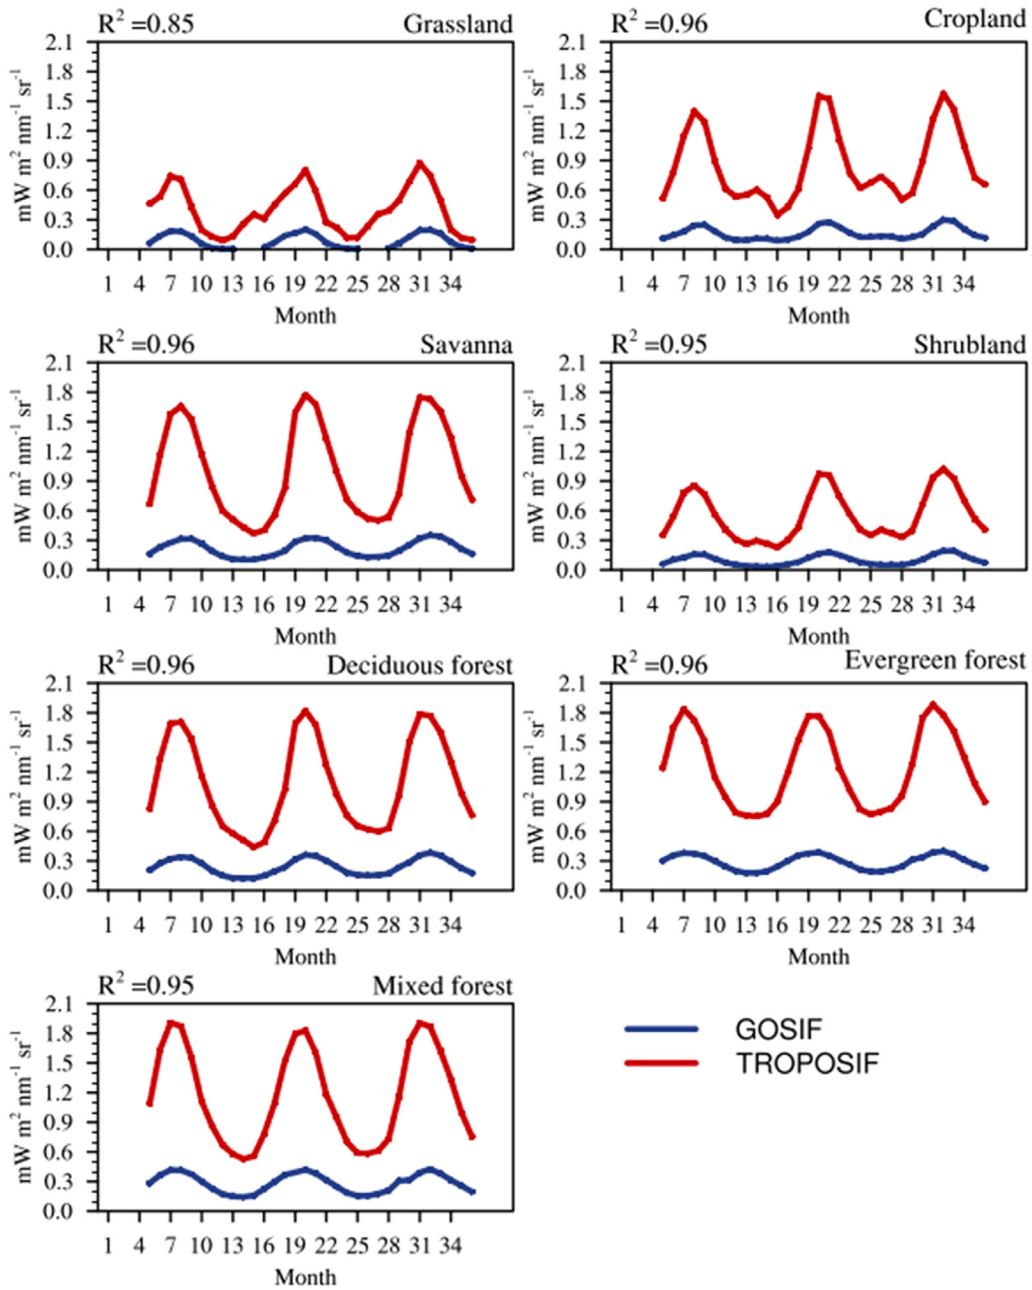 R² =0.85 Grassland
2.1
1.8
1.5
1.2
0.9
0.6
0.3
0.0
mW m² nm⁻¹ sr⁻¹
1 4 7 10 13 16 19 22 25 28 31 34
Month
R² =0.96 Cropland
2.1
1.8
1.5
1.2
0.9
0.6
0.3
0.0
mW m² nm⁻¹ sr⁻¹
1 4 7 10 13 16 19 22 25 28 31 34
Month
R² =0.96 Savanna
2.1
1.8
1.5
1.2
0.9
0.6
0.3
0.0
mW m² nm⁻¹ sr⁻¹
1 4 7 10 13 16 19 22 25 28 31 34
Month
R² =0.95 Shrubland
2.1
1.8
1.5
1.2
0.9
0.6
0.3
0.0
mW m² nm⁻¹ sr⁻¹
1 4 7 10 13 16 19 22 25 28 31 34
Month
R² =0.96 Deciduous forest
2.1
1.8
1.5
1.2
0.9
0.6
0.3
0.0
mW m² nm⁻¹ sr⁻¹
1 4 7 10 13 16 19 22 25 28 31 34
Month
R² =0.96 Evergreen forest
2.1
1.8
1.5
1.2
0.9
0.6
0.3
0.0
mW m² nm⁻¹ sr⁻¹
1 4 7 10 13 16 19 22 25 28 31 34
Month
R² =0.95 Mixed forest
2.1
1.8
1.5
1.2
0.9
0.6
0.3
0.0
mW m² nm⁻¹ sr⁻¹
1 4 7 10 13 16 19 22 25 28 31 34
Month
GOSIF
TROPOSIF